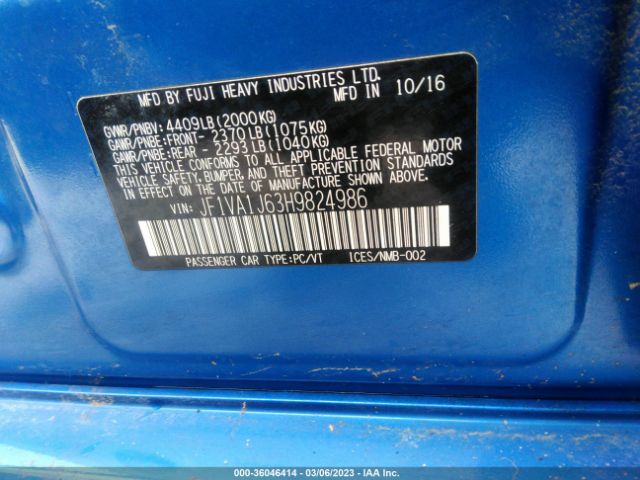 MFD BY FUJI HEAVY INDUSTRIES LTD.
MFD. IN 10/16
GVWR/PNBV: 4409LB(2000KG)
GAWR/PNBE:FRONT- 2370LB(1075KG)
GAWR/PNBE:REAR - 2293LB(1040KG)
THIS VEHICLE CONFORMS TO ALL APPLICABLE FEDERAL MOTOR
VEHICLE SAFETY, BUMPER, AND THEFT PREVENTION STANDARDS
IN EFFECT ON THE DATE OF MANUFACTURE SHOWN ABOVE.
VIN: JF1VA1J63H9824986
PASSENGER CAR TYPE:PC/VT ICES/NMB-002
000-36046414 — 03/06/2023 — IAA Inc.